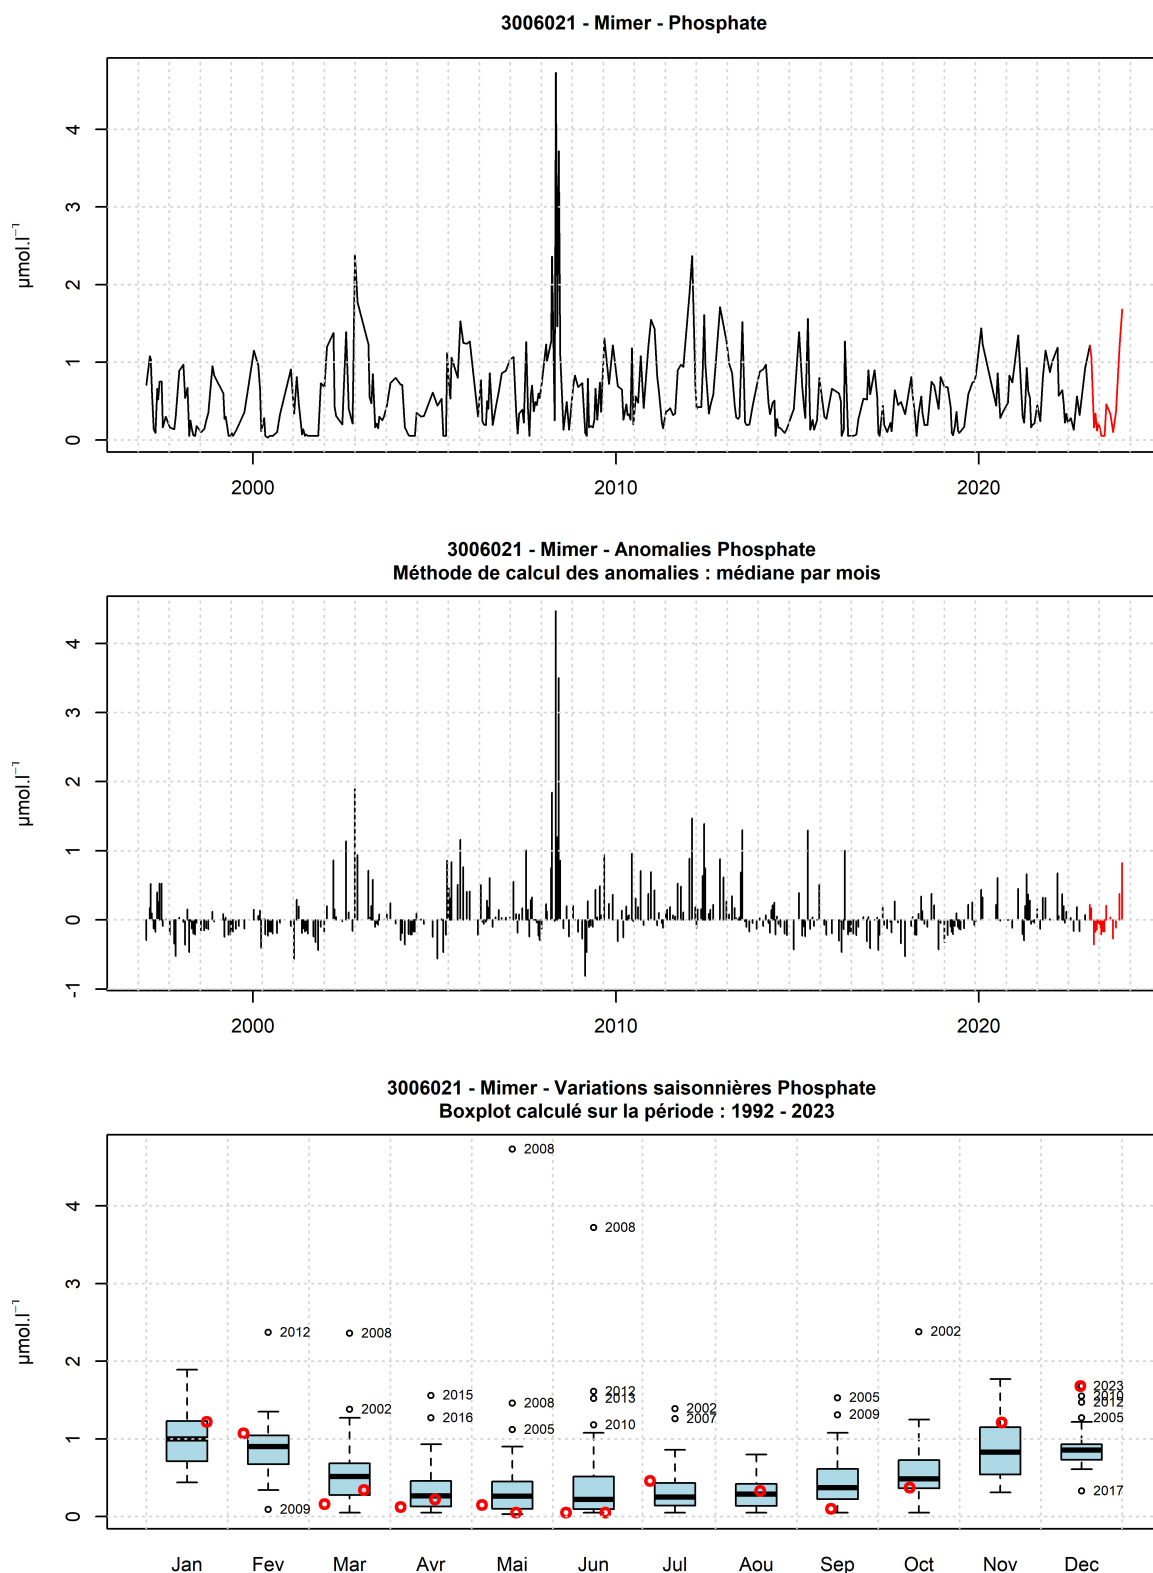 3006021 - Mimer - Phosphate
µmol.l⁻¹
4
3
2
1
0
2000 2010 2020
3006021 - Mimer - Anomalies Phosphate
Méthode de calcul des anomalies : médiane par mois
µmol.l⁻¹
4
3
2
1
0
-1
2000 2010 2020
3006021 - Mimer - Variations saisonnières Phosphate
Boxplot calculé sur la période : 1992 - 2023
µmol.l⁻¹
4
3
2
1
0
2008
2008
2012 2008 2002
2002 2015 2016 2008 2005 2012 2013 2010 2002 2007 2005 2009 2023 2010 2012 2005
2009 2017
Jan Fev Mar Avr Mai Jun Jul Aou Sep Oct Nov Dec